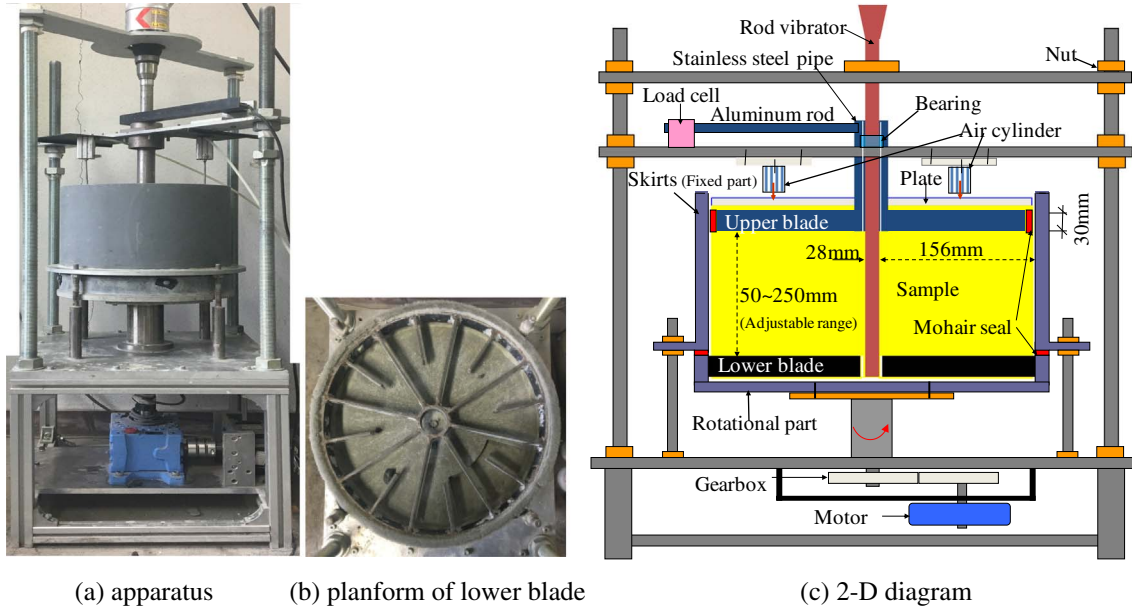 Rod vibrator
Stainless steel pipe
Nut
Load cell
Bearing
Aluminum rod
Air cylinder
Skirts (Fixed part)
Plate
Upper blade
30mm
28mm
156mm
50~250mm
Sample
(Adjustable range)
Mohair seal
Lower blade
Rotational part
Gearbox
Motor
(a) apparatus
(b) planform of lower blade
(c) 2-D diagram